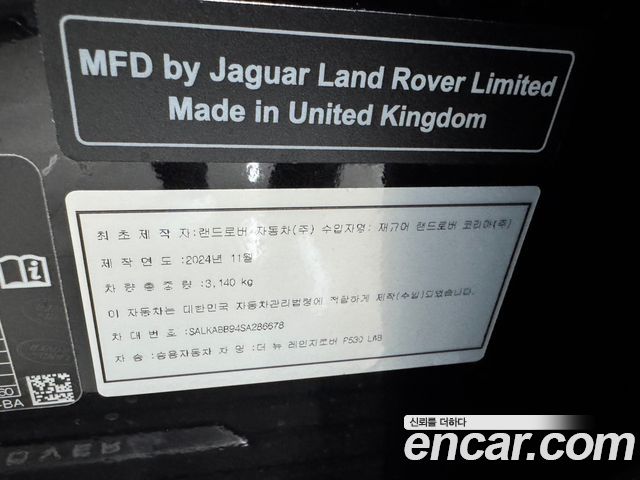 MFD by Jaguar Land Rover Limited
Made in United Kingdom
최초 제작 자:랜드로버 자동차(주) 수입자명: 재규어 랜드로버 코리아(주)
제작 연도 :2024년 11월
차량 총 중량 :3,140 kg
이 자동차는 대한민국 자동차관리법령에 적합하게 제작(수입)되었습니다.
차 대 번 호 :SALKABB94SA286678
차 종 :승용자동차 차 명 : 더 뉴 레인지로버 P530 LWB
-BA
OVER
신뢰를 더하다
encar.com